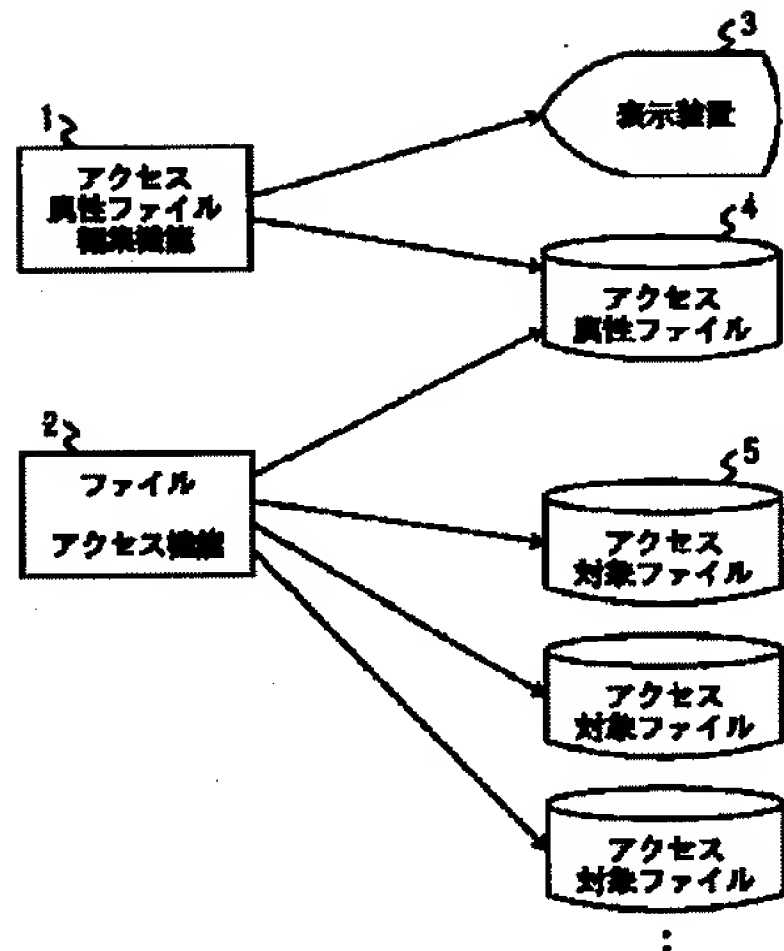 3
表示装置
1
アクセス
属性ファイル
編集機能
4
アクセス
属性ファイル
2
ファイル
アクセス機能
5
アクセス
対象ファイル
アクセス
対象ファイル
アクセス
対象ファイル